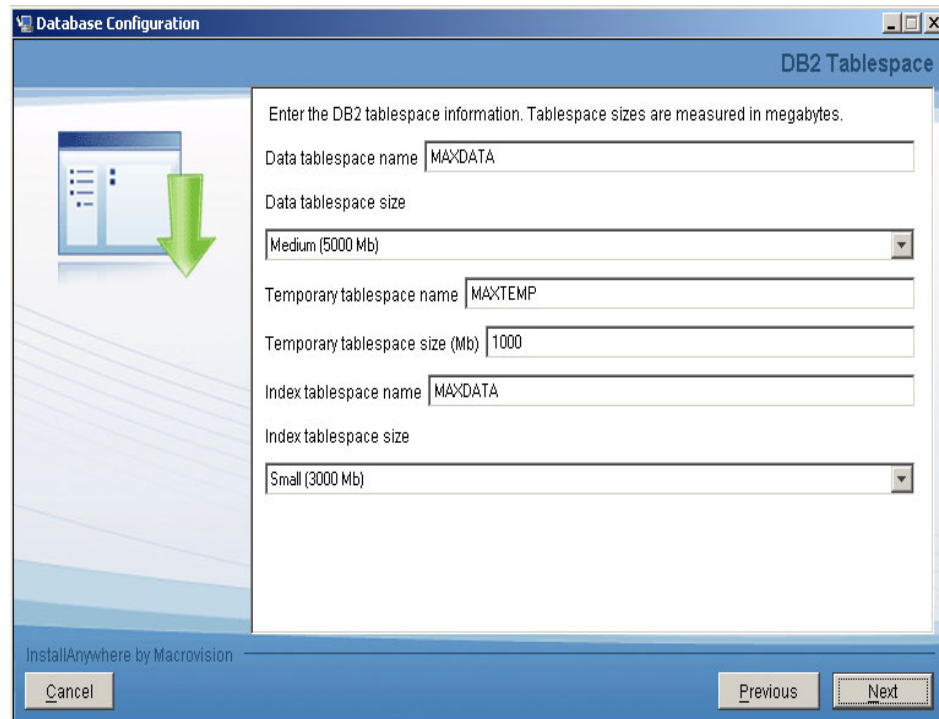 Database Configuration
DB2 Tablespace
Enter the DB2 tablespace information. Tablespace sizes are measured in megabytes.
Data tablespace name MAXDATA
Data tablespace size
Medium (5000 Mb)
Temporary tablespace name MAXTEMP
Temporary tablespace size (Mb) 1000
Index tablespace name MAXDATA
Index tablespace size
Small (3000 Mb)
InstallAnywhere by Macrovision
Cancel Previous Next